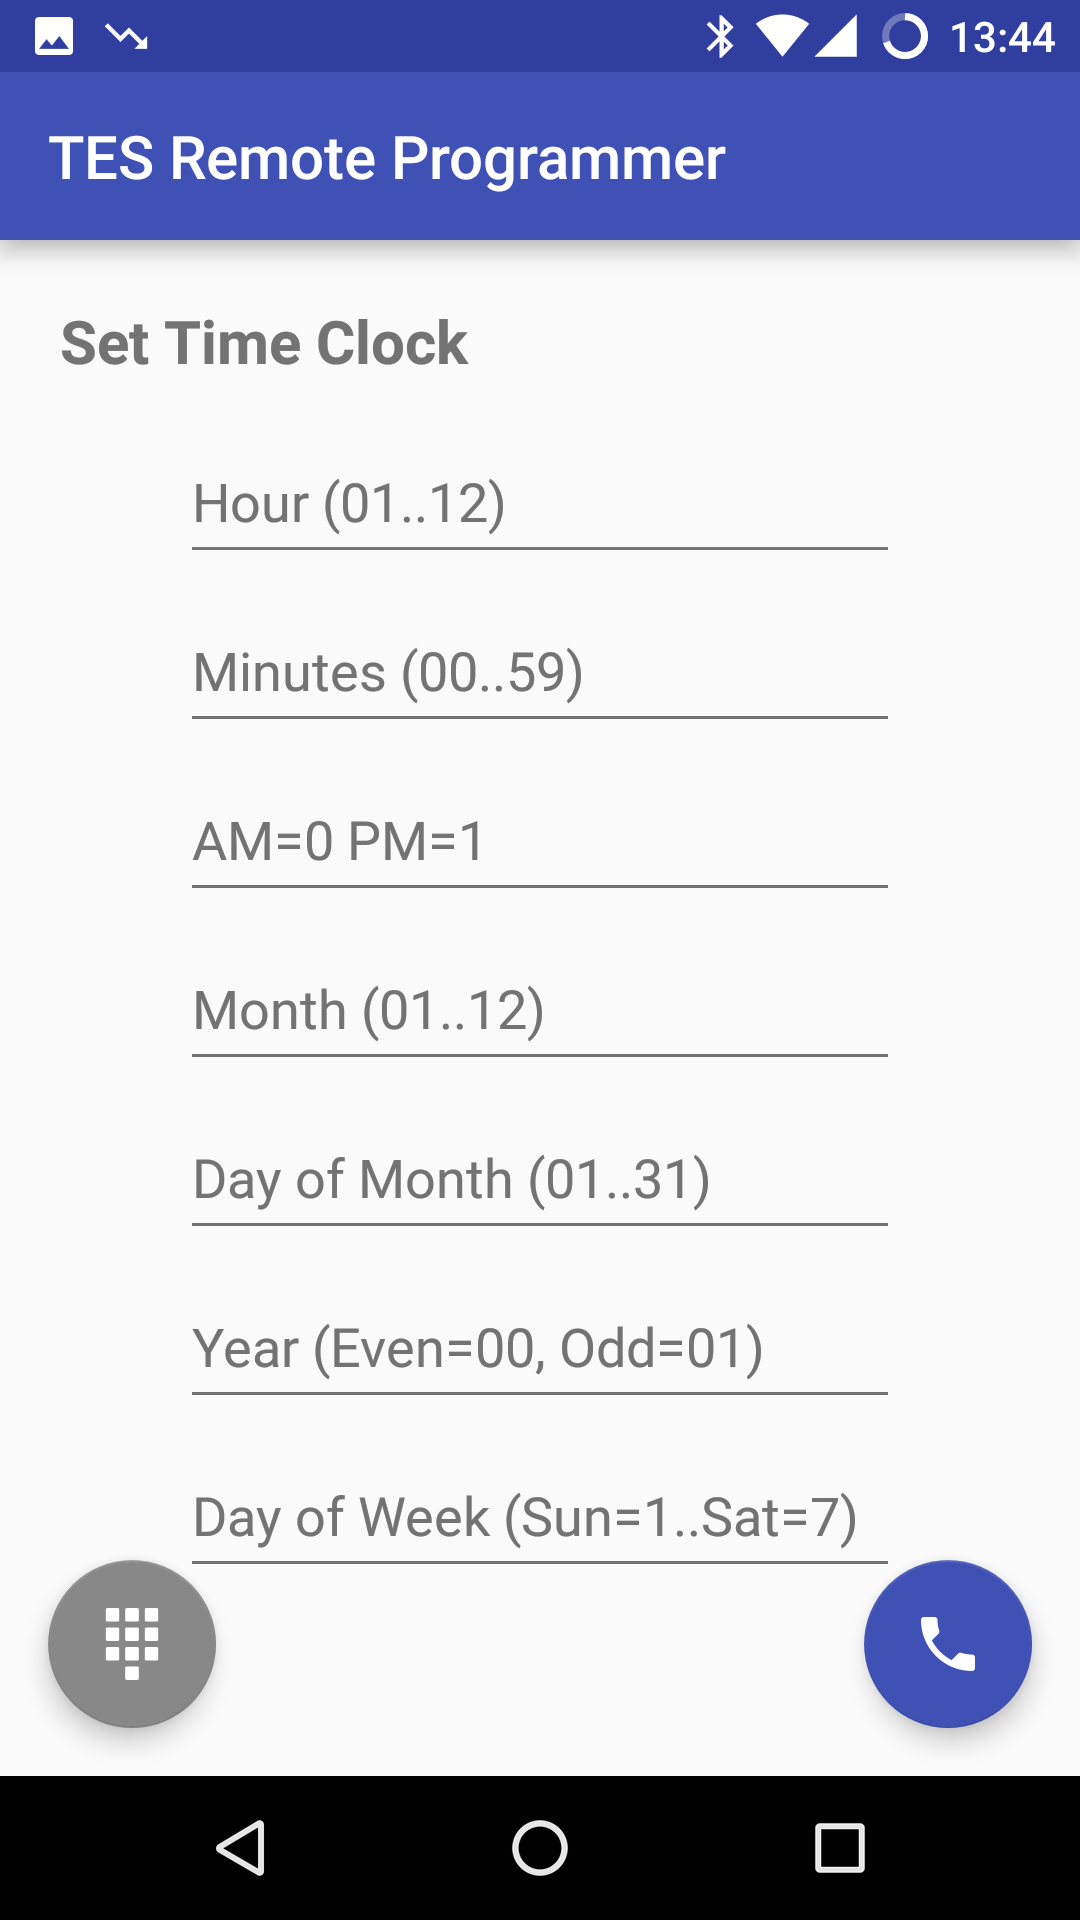 13:44
TES Remote Programmer
Set Time Clock
Hour (01..12)
Minutes (00..59)
AM=0 PM=1
Month (01..12)
Day of Month (01..31)
Year (Even=00, Odd=01)
Day of Week (Sun=1..Sat=7)